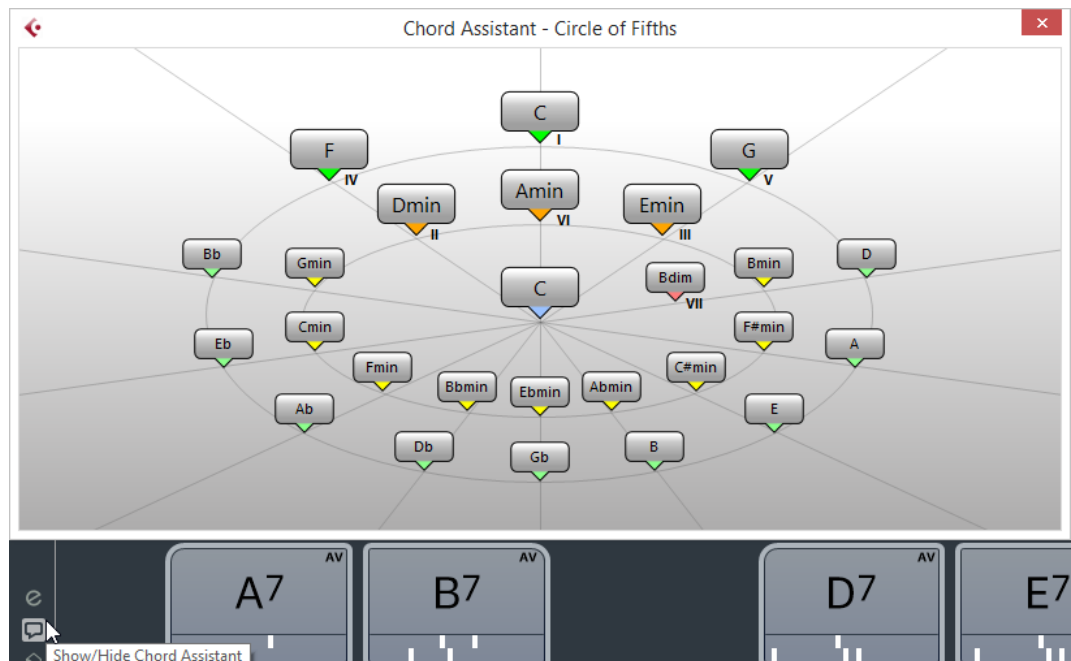 Chord Assistant - Circle of Fifths
C
I
F
IV
G
V
Dmin
II
Amin
VI
Emin
III
Bb
Gmin
C
Bdim
VII
Bmin
D
Eb
Cmin
F#min
A
Fmin
C#min
Bbmin
Ebmin
Abmin
Ab
E
Db
Gb
B
AV
A7
AV
B7
AV
D7
E7
e
Show/Hide Chord Assistant